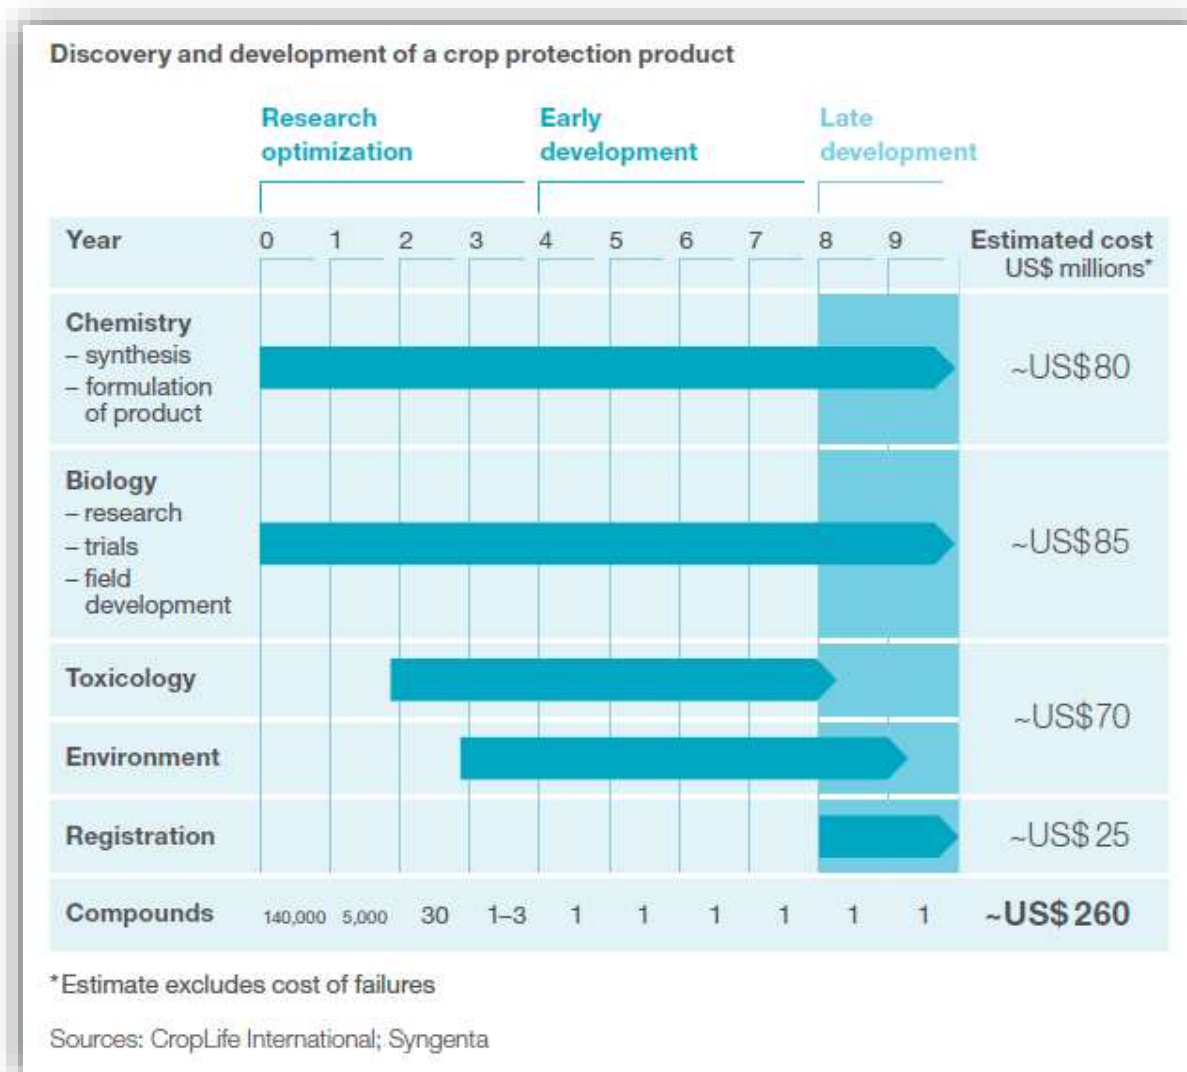 Discovery and development of a crop protection product
Research
optimization
Early
development
Late
development
Year 0 1 2 3 4 5 6 7 8 9 Estimated cost
US$ millions*
Chemistry
– synthesis
– formulation
of product
~US$80
Biology
– research
– trials
– field
development
~US$85
Toxicology
Environment
~US$70
Registration ~US$25
Compounds 140,000 5,000 30 1–3 1 1 1 1 1 1 ~US$260
*Estimate excludes cost of failures
Sources: CropLife International; Syngenta